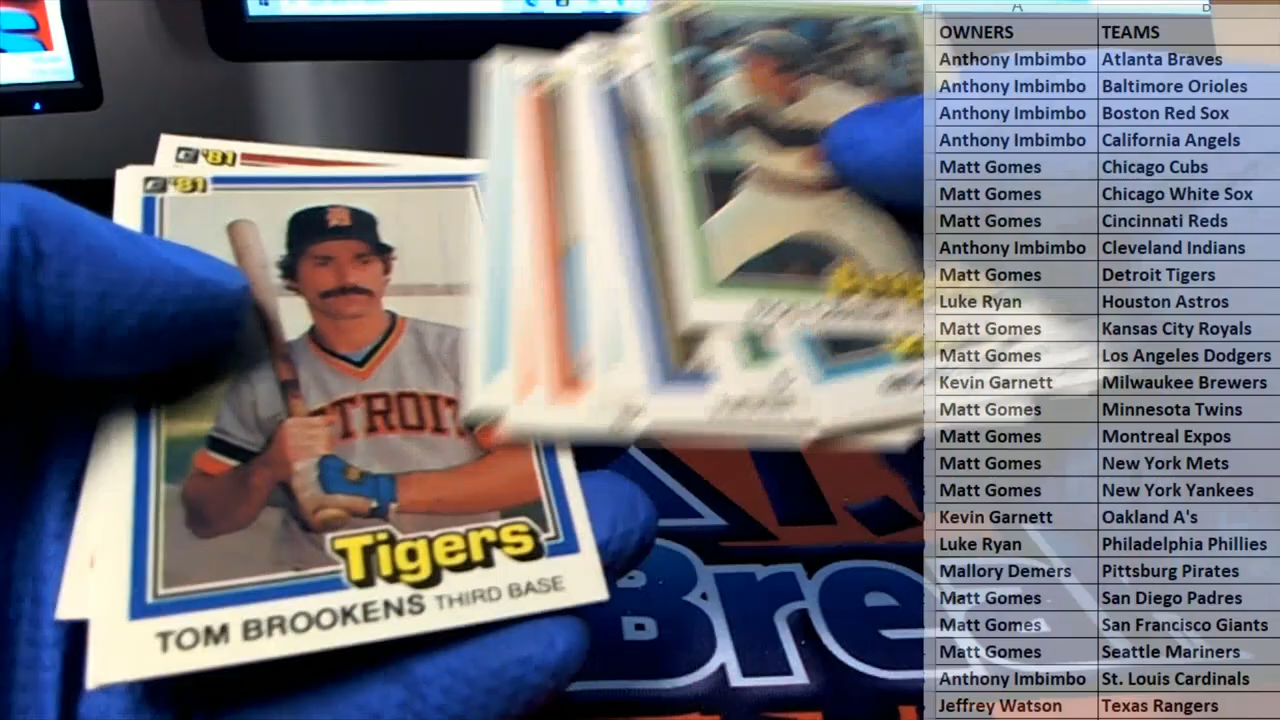 '81
'81
DETROIT
Tigers
TOM BROOKENS THIRD BASE
Bre
A B
OWNERS TEAMS
Anthony Imbimbo Atlanta Braves
Anthony Imbimbo Baltimore Orioles
Anthony Imbimbo Boston Red Sox
Anthony Imbimbo California Angels
Matt Gomes Chicago Cubs
Matt Gomes Chicago White Sox
Matt Gomes Cincinnati Reds
Anthony Imbimbo Cleveland Indians
Matt Gomes Detroit Tigers
Luke Ryan Houston Astros
Matt Gomes Kansas City Royals
Matt Gomes Los Angeles Dodgers
Kevin Garnett Milwaukee Brewers
Matt Gomes Minnesota Twins
Matt Gomes Montreal Expos
Matt Gomes New York Mets
Matt Gomes New York Yankees
Kevin Garnett Oakland A's
Luke Ryan Philadelphia Phillies
Mallory Demers Pittsburg Pirates
Matt Gomes San Diego Padres
Matt Gomes San Francisco Giants
Matt Gomes Seattle Mariners
Anthony Imbimbo St. Louis Cardinals
Jeffrey Watson Texas Rangers